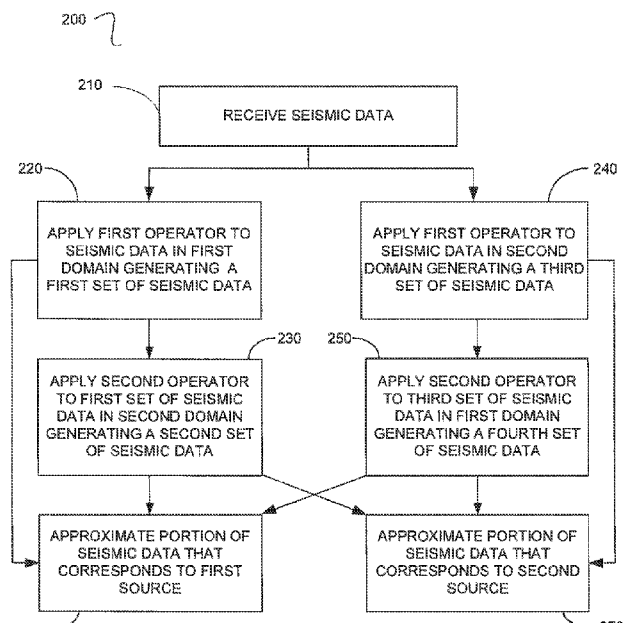 200
210
RECEIVE SEISMIC DATA
220
240
APPLY FIRST OPERATOR TO
SEISMIC DATA IN FIRST
DOMAIN GENERATING A
FIRST SET OF SEISMIC DATA
APPLY FIRST OPERATOR TO
SEISMIC DATA IN SECOND
DOMAIN GENERATING A THIRD
SET OF SEISMIC DATA
230
250
APPLY SECOND OPERATOR
TO FIRST SET OF SEISMIC
DATA IN SECOND DOMAIN
GENERATING A SECOND SET
OF SEISMIC DATA
APPLY SECOND OPERATOR
TO THIRD SET OF SEISMIC
DATA IN FIRST DOMAIN
GENERATING A FOURTH SET
OF SEISMIC DATA
APPROXIMATE PORTION OF
SEISMIC DATA THAT
CORRESPONDS TO FIRST
SOURCE
APPROXIMATE PORTION OF
SEISMIC DATA THAT
CORRESPONDS TO SECOND
SOURCE